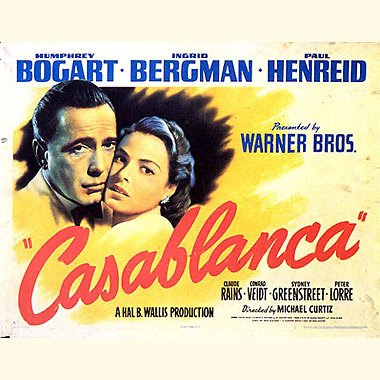 HUMPHREY INGRID PAUL
BOGART · BERGMAN · HENREID
Presented by
WARNER BROS.
"Casablanca"
CLAUDE CONRAD SYDNEY PETER
RAINS · VEIDT · GREENSTREET · LORRE
A HAL B. WALLIS PRODUCTION
Directed by MICHAEL CURTIZ